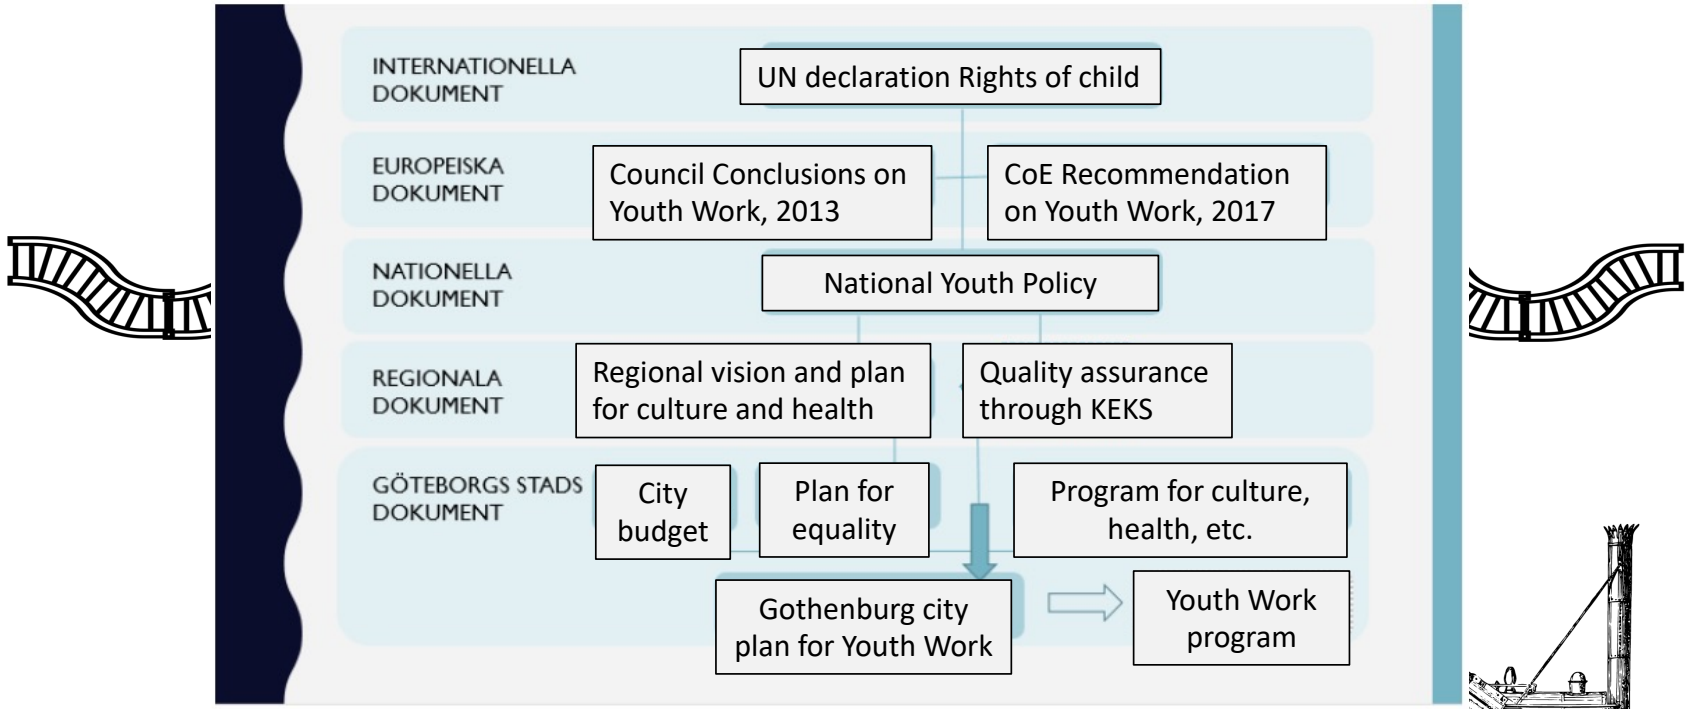 INTERNATIONELLA
DOKUMENT
UN declaration Rights of child
EUROPEISKA
DOKUMENT
Council Conclusions on
Youth Work, 2013
CoE Recommendation
on Youth Work, 2017
NATIONELLA
DOKUMENT
National Youth Policy
REGIONALA
DOKUMENT
Regional vision and plan
for culture and health
Quality assurance
through KEKS
GÖTEBORGS STADS
DOKUMENT
City
budget
Plan for
equality
Program for culture,
health, etc.
Gothenburg city
plan for Youth Work
Youth Work
program